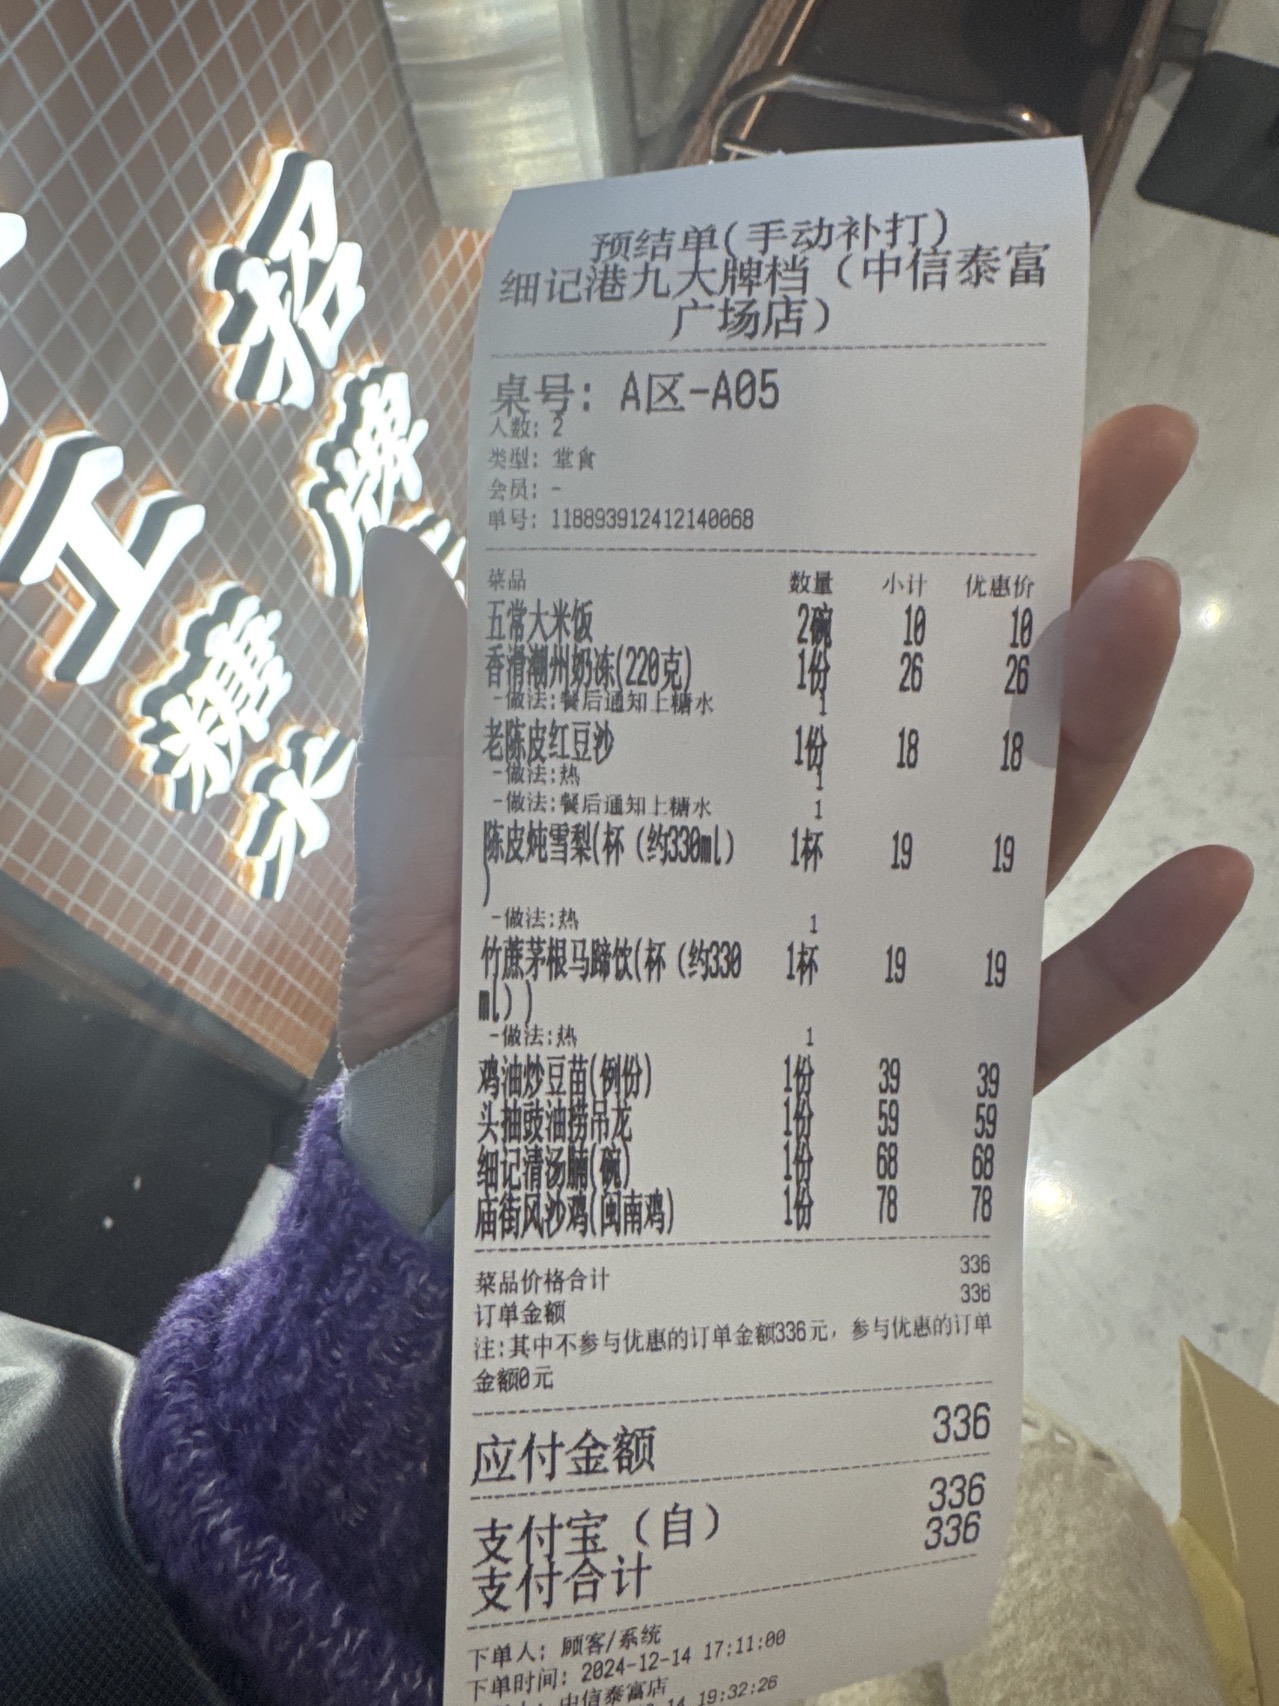 预结单(手动补打)
细记港九大牌档（中信泰富
广场店）
桌号: A区-A05
人数: 2
类型: 堂食
会员: -
单号: 118893912412140068
菜品 数量 小计 优惠价
五常大米饭 2碗 10 10
香滑潮州奶冻(220克) 1份 26 26
-做法:餐后通知上糖水 1
老陈皮红豆沙 1份 18 18
-做法:热 1
-做法:餐后通知上糖水 1
陈皮炖雪梨(杯（约330ml） 1杯 19 19
)
-做法:热 1
竹蔗茅根马蹄饮(杯（约330 1杯 19 19
ml））
-做法:热 1
鸡油炒豆苗(例份) 1份 39 39
头抽豉油捞吊龙 1份 59 59
细记清汤腩(碗) 1份 68 68
庙街风沙鸡(闽南鸡) 1份 78 78
菜品价格合计 336
订单金额 336
注:其中不参与优惠的订单金额336元，参与优惠的订单
金额0元
应付金额 336
支付宝（自） 336
支付合计 336
下单人: 顾客/系统
下单时间: 2024-12-14 17:11:00
中信泰富店
14 19:32:26